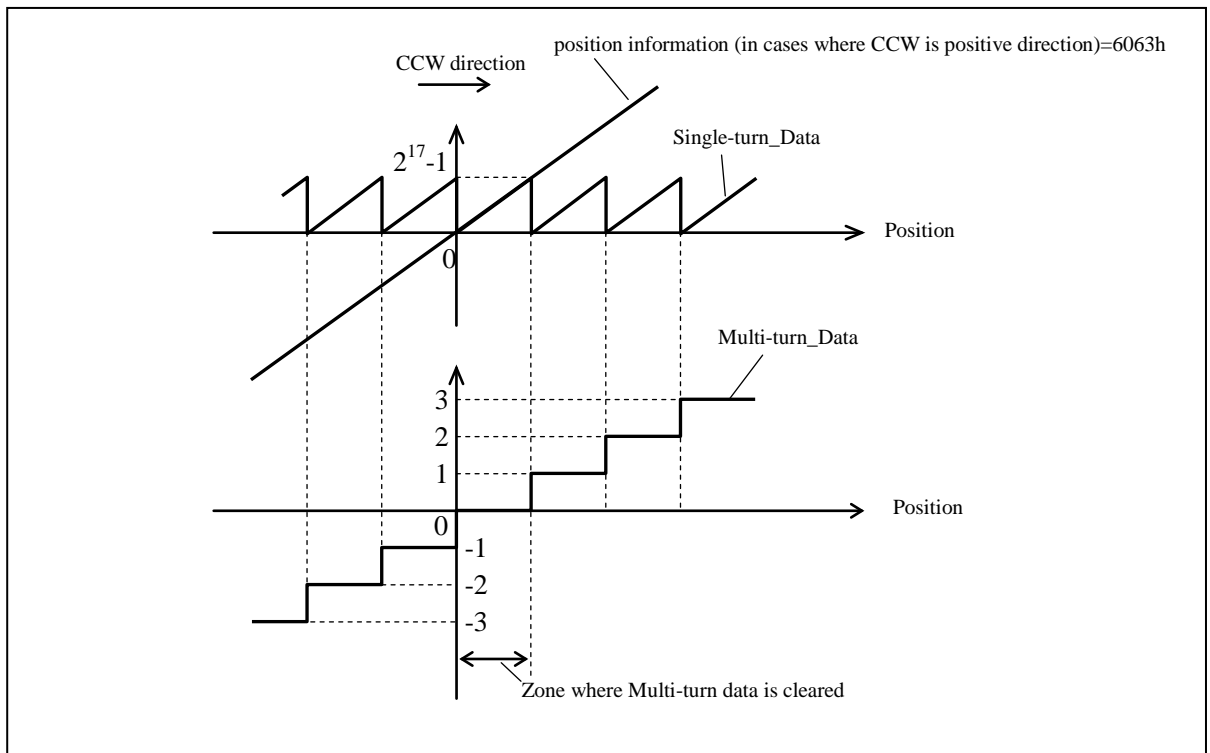 position information (in cases where CCW is positive direction)=6063h
CCW direction
Single-turn_Data
2^17-1
Position
0
Multi-turn_Data
3
2
1
Position
0
-1
-2
-3
Zone where Multi-turn data is cleared